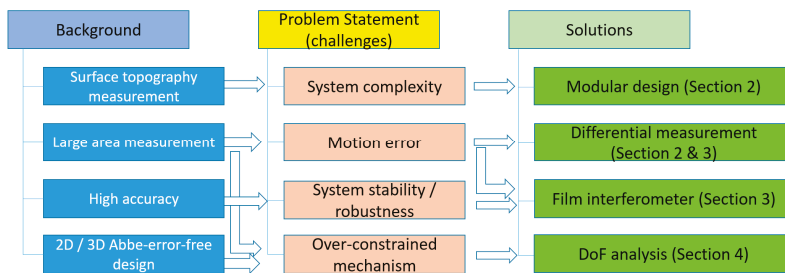 Background
Problem Statement
(challenges)
Solutions
Surface topography
measurement
System complexity
Modular design (Section 2)
Large area measurement
Motion error
Differential measurement
(Section 2 & 3)
High accuracy
System stability /
robustness
Film interferometer (Section 3)
2D / 3D Abbe-error-free
design
Over-constrained
mechanism
DoF analysis (Section 4)